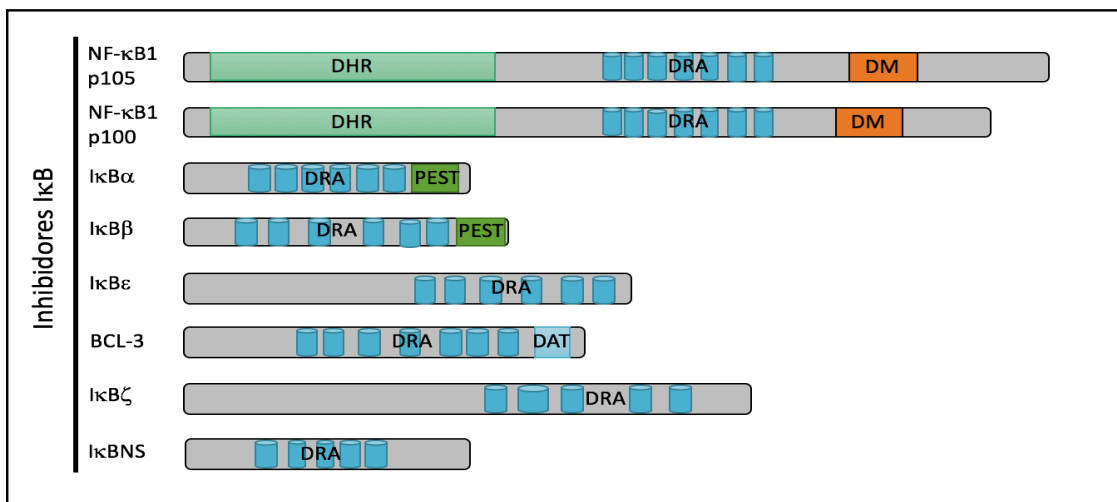 Inhibidores IκB
NF-κB1
p105
DHR
DRA
DM
NF-κB1
p100
DHR
DRA
DM
IκBα
DRA
PEST
IκBβ
DRA
PEST
IκBε
DRA
BCL-3
DRA
DAT
IκBζ
DRA
IκBNS
DRA